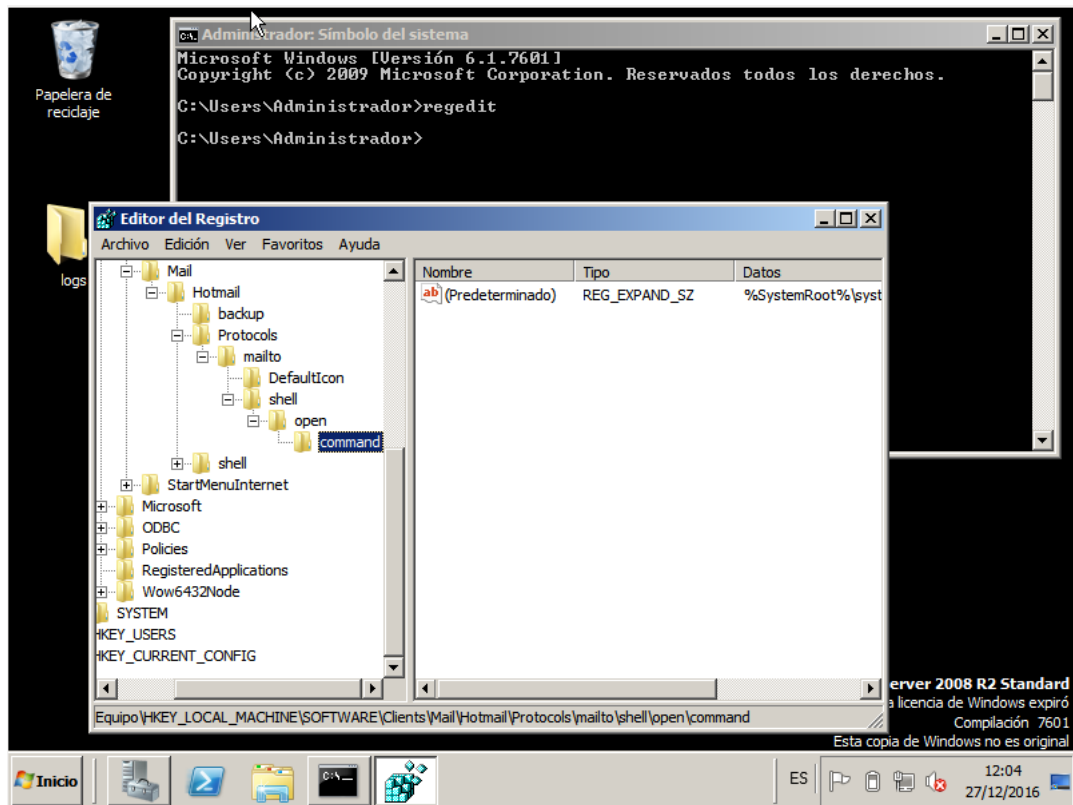 Papelera de
reciclaje
logs
Administrador: Símbolo del sistema
Microsoft Windows [Versión 6.1.7601]
Copyright (c) 2009 Microsoft Corporation. Reservados todos los derechos.
C:\Users\Administrador>regedit
C:\Users\Administrador>
Editor del Registro
Archivo Edición Ver Favoritos Ayuda
Mail
Hotmail
backup
Protocols
mailto
DefaultIcon
shell
open
command
shell
StartMenuInternet
Microsoft
ODBC
Policies
RegisteredApplications
Wow6432Node
SYSTEM
HKEY_USERS
HKEY_CURRENT_CONFIG
Nombre Tipo Datos
ab (Predeterminado) REG_EXPAND_SZ %SystemRoot%\syst
Equipo\HKEY_LOCAL_MACHINE\SOFTWARE\Clients\Mail\Hotmail\Protocols\mailto\shell\open\command
erver 2008 R2 Standard
a licencia de Windows expiró
Compilación 7601
Esta copia de Windows no es original
Inicio
C:\_
ES
12:04
27/12/2016